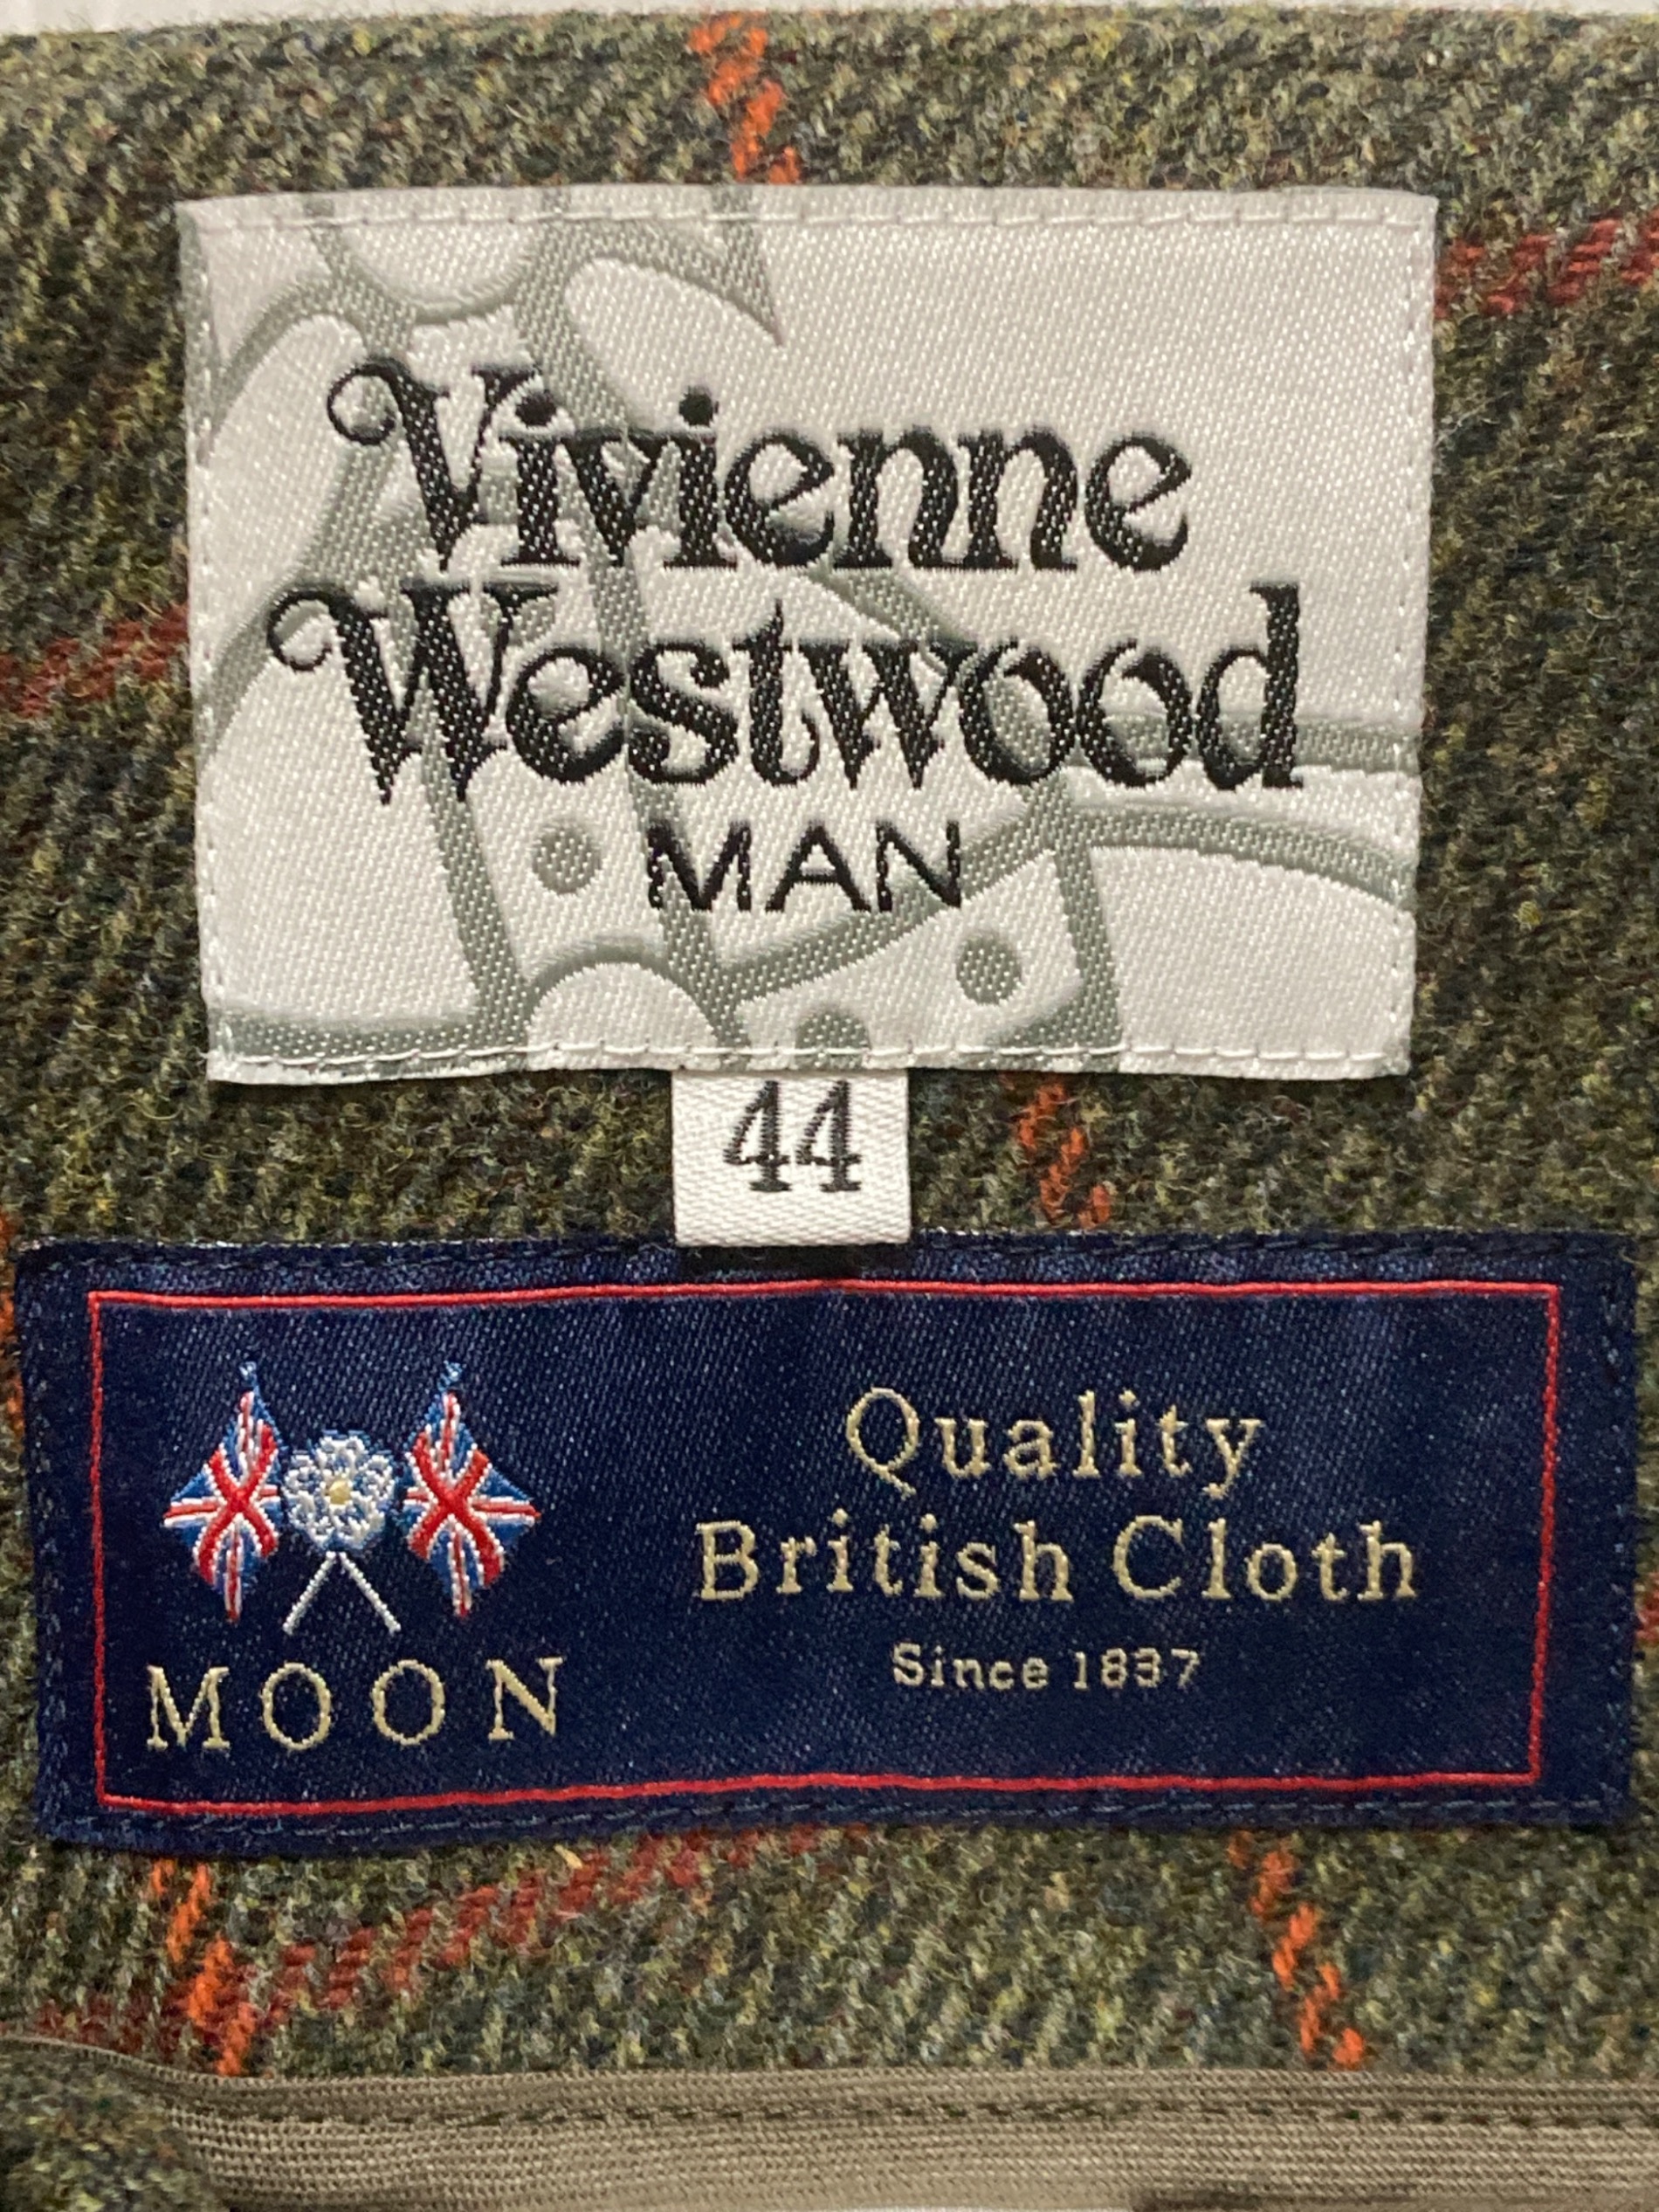 Vivienne
Westwood
MAN
44
Quality
British Cloth
Since 1837
MOON